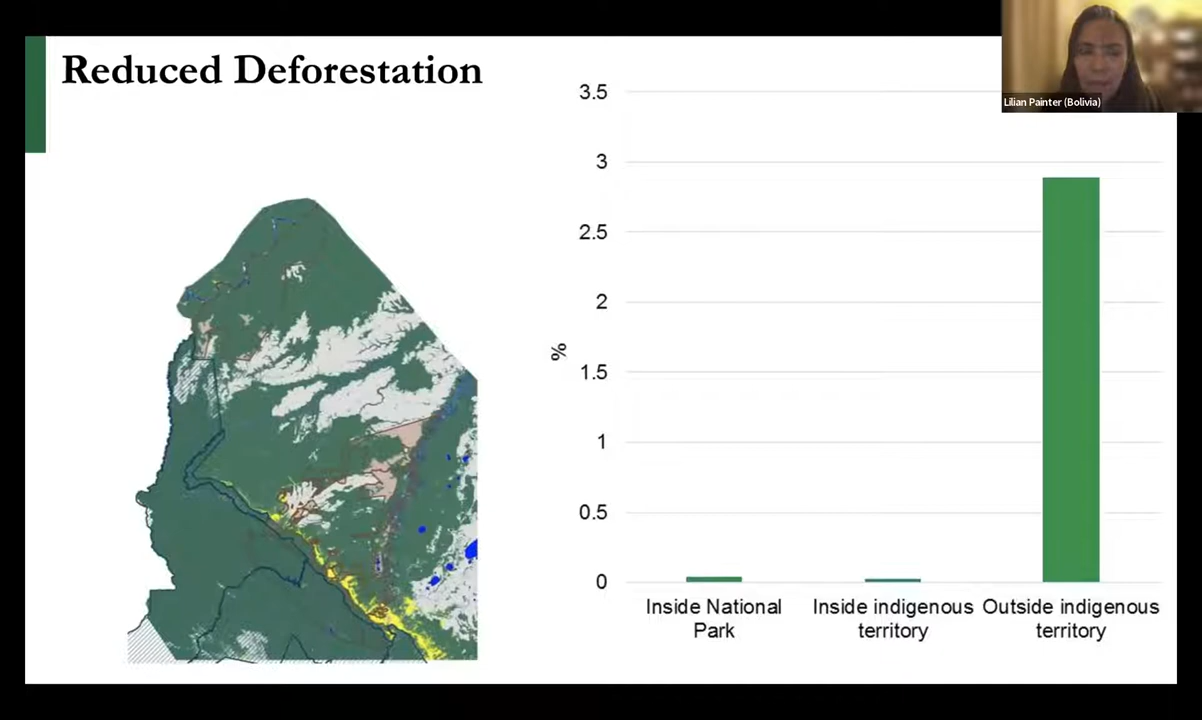 Reduced Deforestation
Lilian Painter (Bolivia)
3.5
3
2.5
2
1.5
1
0.5
0
%
Inside National
Park
Inside indigenous
territory
Outside indigenous
territory